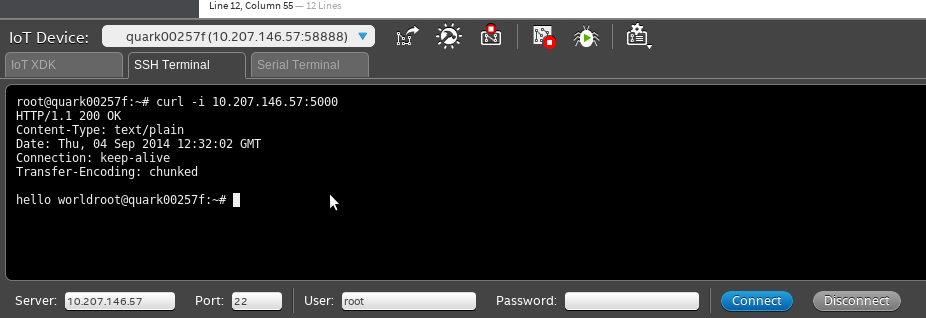 Line 12, Column 55 — 12 Lines
IoT Device: quark00257f (10.207.146.57:58888)
IoT XDK SSH Terminal Serial Terminal
root@quark00257f:~# curl -i 10.207.146.57:5000
HTTP/1.1 200 OK
Content-Type: text/plain
Date: Thu, 04 Sep 2014 12:32:02 GMT
Connection: keep-alive
Transfer-Encoding: chunked
hello worldroot@quark00257f:~#
Server: 10.207.146.57 Port: 22 User: root Password: Connect Disconnect